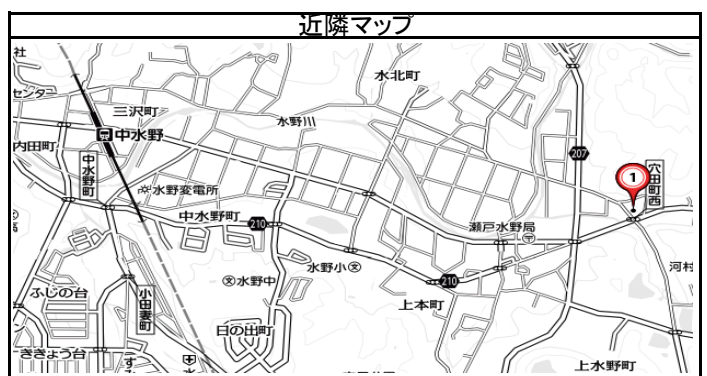 近隣マップ
社
水北町
センター
三沢町
水野川
中水野
内田町
中水野町
207
穴田町西
1
水野変電所
中水野町
210
瀬戸水野局
水野中
水野小
210
河村
ふじの台
小田妻町
上本町
日の出町
ききょう台
す
水
上水野町